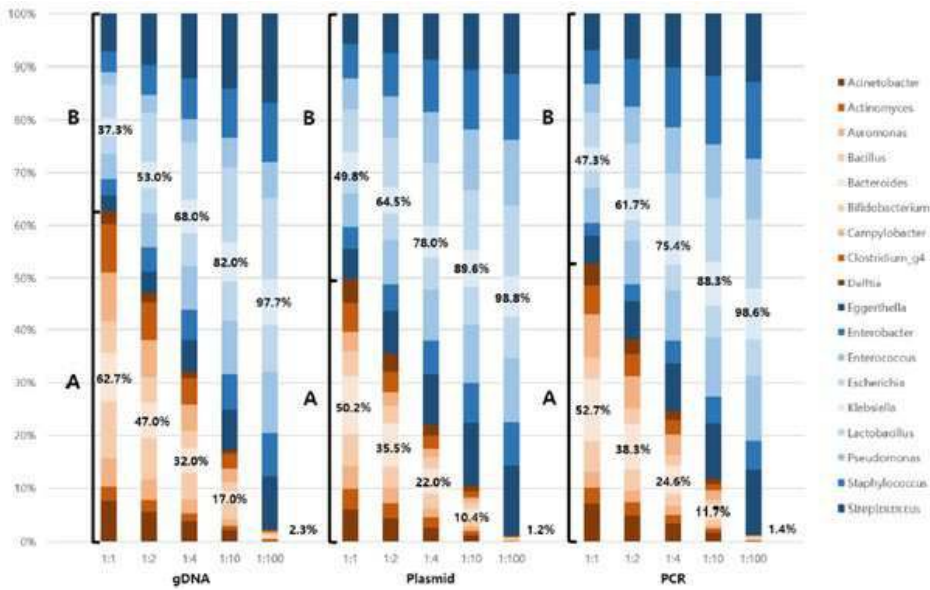 100%
90%
80%
70%
60%
50%
40%
30%
20%
10%
0%
B
37.3%
53.0%
68.0%
82.0%
97.7%
A
62.7%
47.0%
32.0%
17.0%
2.3%
1:1 1:2 1:4 1:10 1:100
gDNA
B
49.8%
64.5%
78.0%
89.6%
98.8%
A
50.2%
35.5%
22.0%
10.4%
1.2%
1:1 1:2 1:4 1:10 1:100
Plasmid
B
47.3%
61.7%
75.4%
88.3%
98.6%
A
52.7%
38.3%
24.6%
11.7%
1.4%
1:1 1:2 1:4 1:10 1:100
PCR
Acinetobacter
Actinomyces
Auromonas
Bacillus
Bacteroides
Bifidobacterium
Campylobacter
Clostridium_g4
Delftia
Eggerthella
Enterobacter
Enterococcus
Escherichia
Klebsiella
Lactobacillus
Pseudomonas
Staphylococcus
Streptococcus